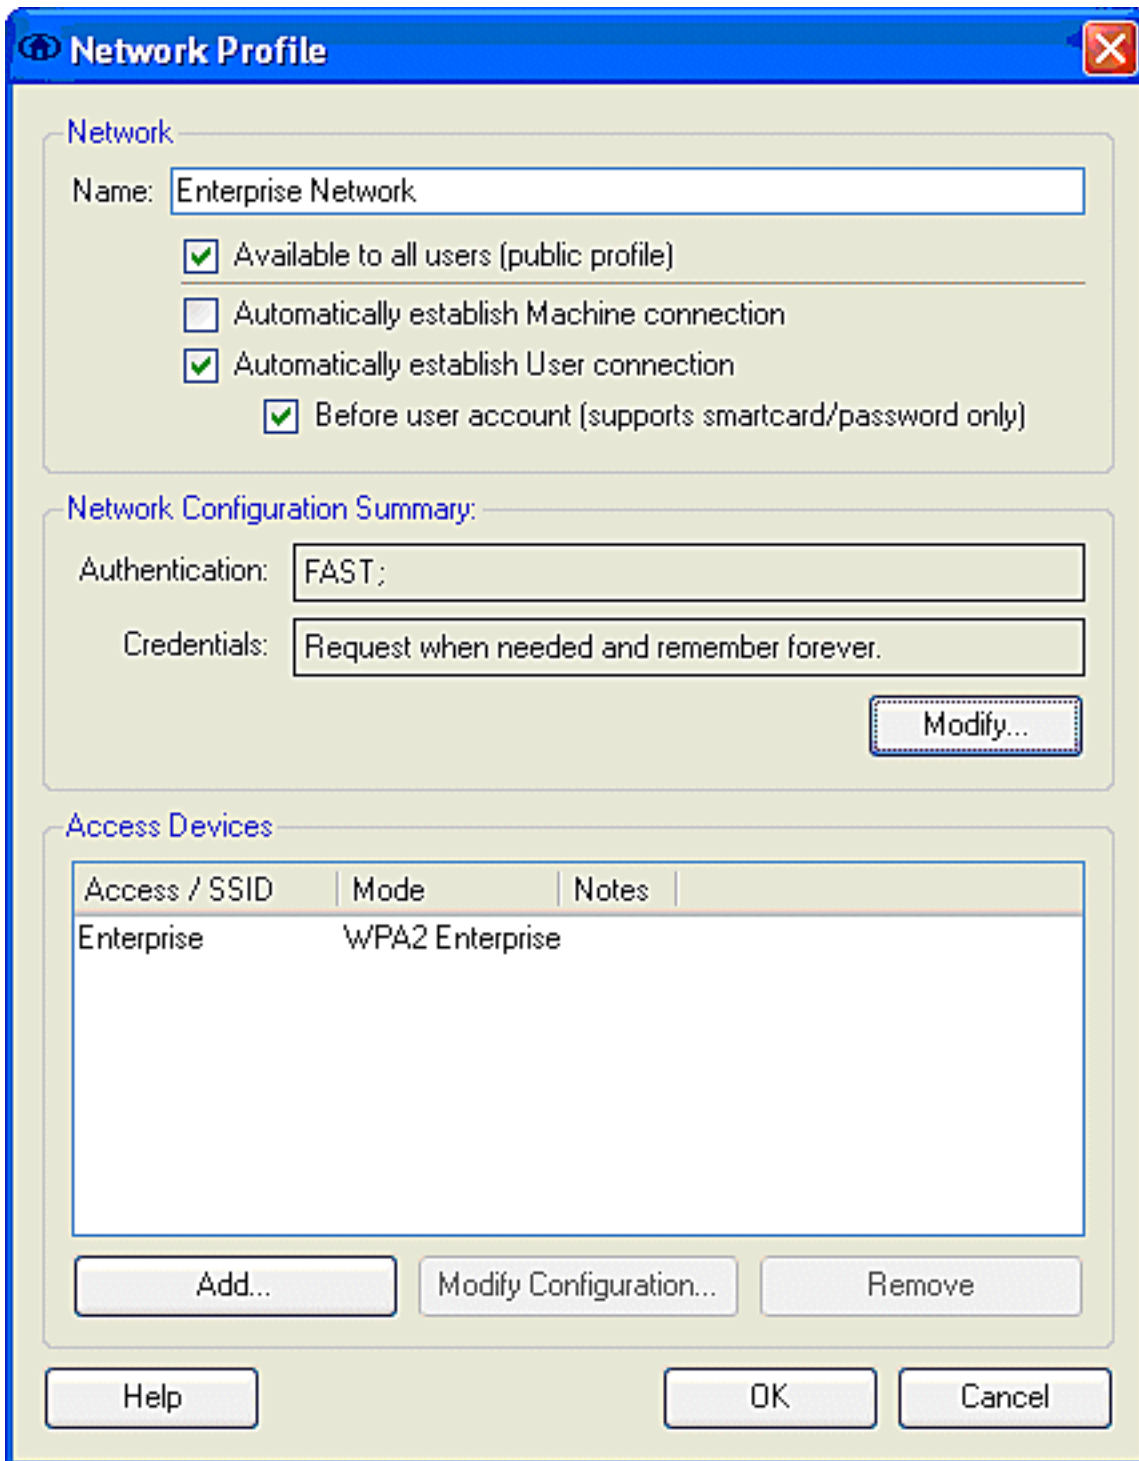 Network Profile
Network
Name: Enterprise Network
Available to all users (public profile)
Automatically establish Machine connection
Automatically establish User connection
Before user account (supports smartcard/password only)
Network Configuration Summary:
Authentication: FAST;
Credentials: Request when needed and remember forever.
Modify...
Access Devices
Access / SSID Mode Notes
Enterprise WPA2 Enterprise
Add... Modify Configuration... Remove
Help OK Cancel